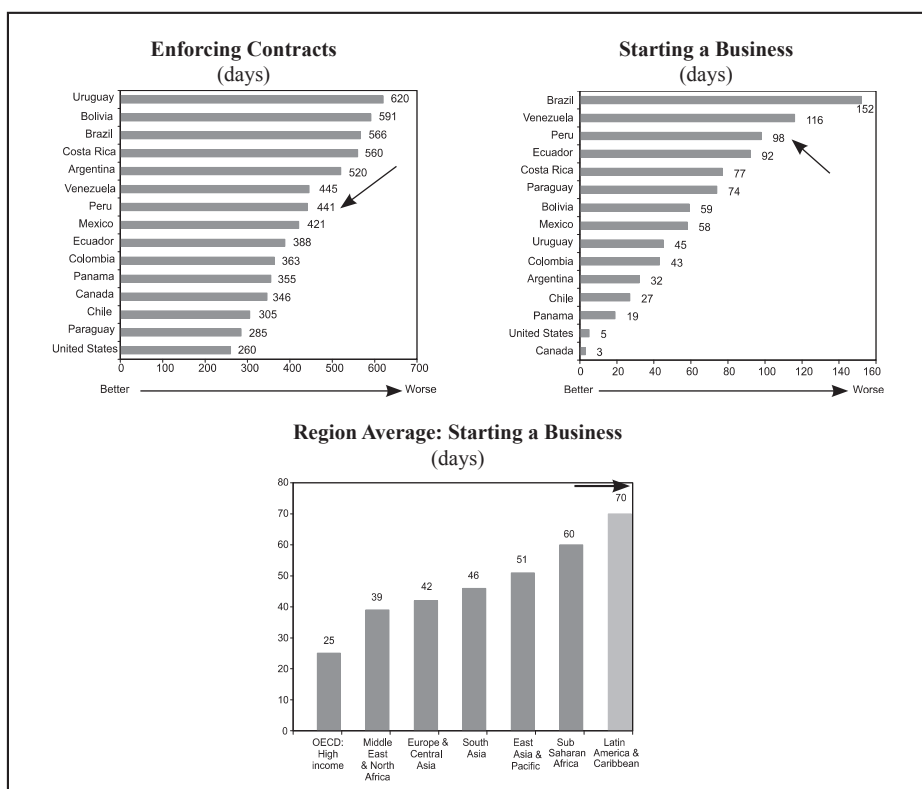 Enforcing Contracts
(days)
Uruguay 620
Bolivia 591
Brazil 566
Costa Rica 560
Argentina 520
Venezuela 445
Peru 441
Mexico 421
Ecuador 388
Colombia 363
Panama 355
Canada 346
Chile 305
Paraguay 285
United States 260
0 100 200 300 400 500 600 700
Better Worse
Starting a Business
(days)
Brazil 152
Venezuela 116
Peru 98
Ecuador 92
Costa Rica 77
Paraguay 74
Bolivia 59
Mexico 58
Uruguay 45
Colombia 43
Argentina 32
Chile 27
Panama 19
United States 5
Canada 3
0 20 40 60 80 100 120 140 160
Better Worse
Region Average: Starting a Business
(days)
80
70
60
50
40
30
20
10
0
25
39
42
46
51
60
70
OECD:
High
income
Middle
East
& North
Africa
Europe &
Central
Asia
South
Asia
East
Asia &
Pacific
Sub
Saharan
Africa
Latin
America &
Caribbean